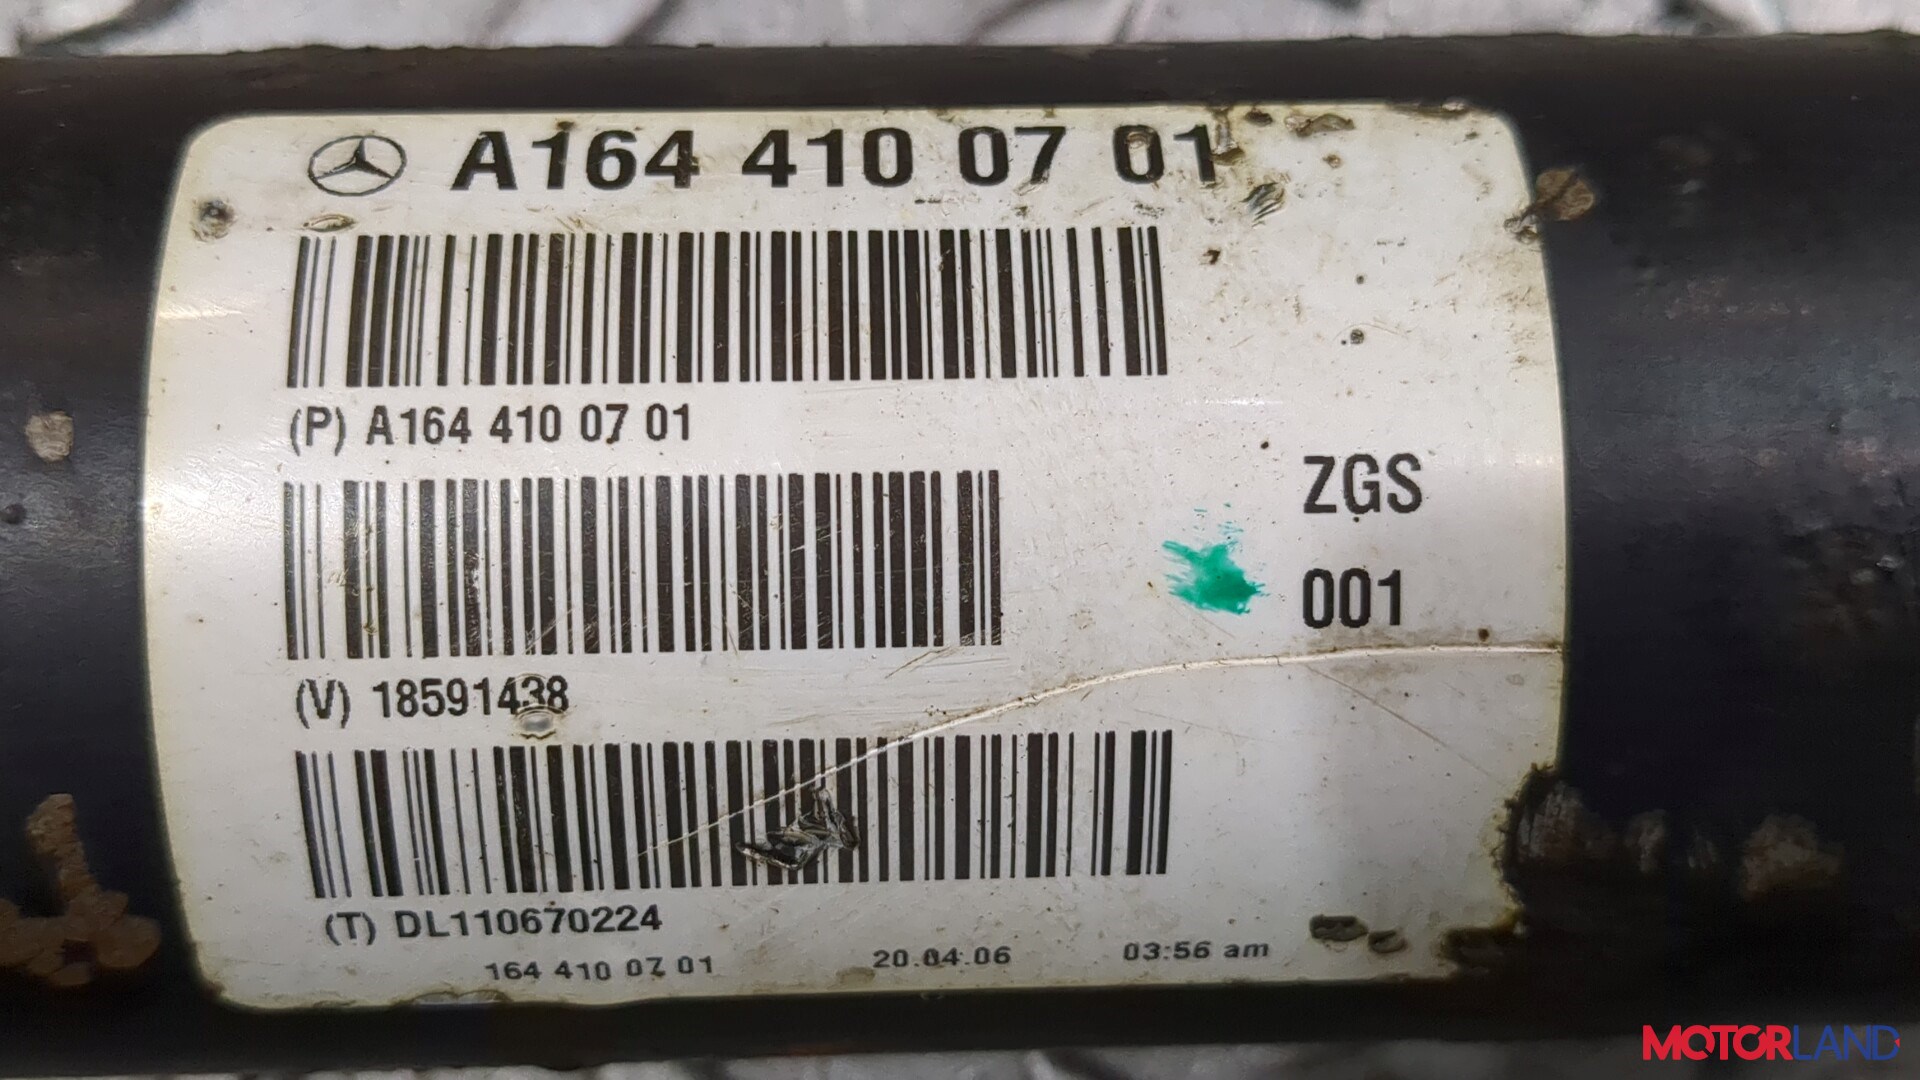 A164 410 07 01
(P) A164 410 07 01
ZGS
001
(V) 18591438
(T) DL110670224
164 410 07 01 20.04.06 03:56 am
MOTORLAND